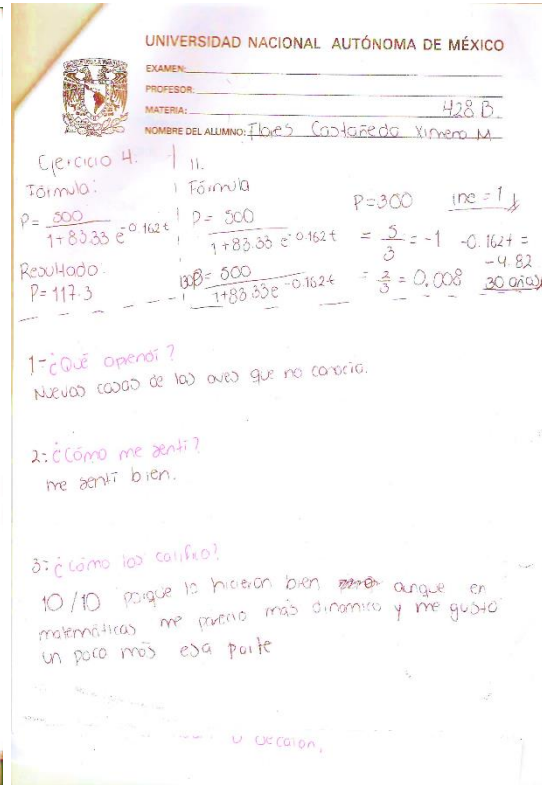 UNIVERSIDAD NACIONAL AUTÓNOMA DE MÉXICO
EXAMEN:
PROFESOR:
MATERIA: 428 B.
NOMBRE DEL ALUMNO: Flores Castañeda Ximena M
Ejercicio 4.
Fórmula:
P= 500 / 1+83.33 e^-0.162t
Resultado.
P= 117.3
II.
Fórmula
P= 500 / 1+83.33 e^-0.162t
= 500 / 1+83.33e^-0.162t
P=300
= 5/3 = -1
= 2/3 = 0.008
inc = 1
-0.162t =
-4.82
30 años
1-¿Qué aprendí?
Nuevas cosas de las aves que no conocía.
2-¿Cómo me sentí?
me sentí bien.
3-¿Cómo los califico?
10/10 porque lo hicieron bien aunque en
matemáticas me pareció más dinamico y me gustó
un poco más esa parte